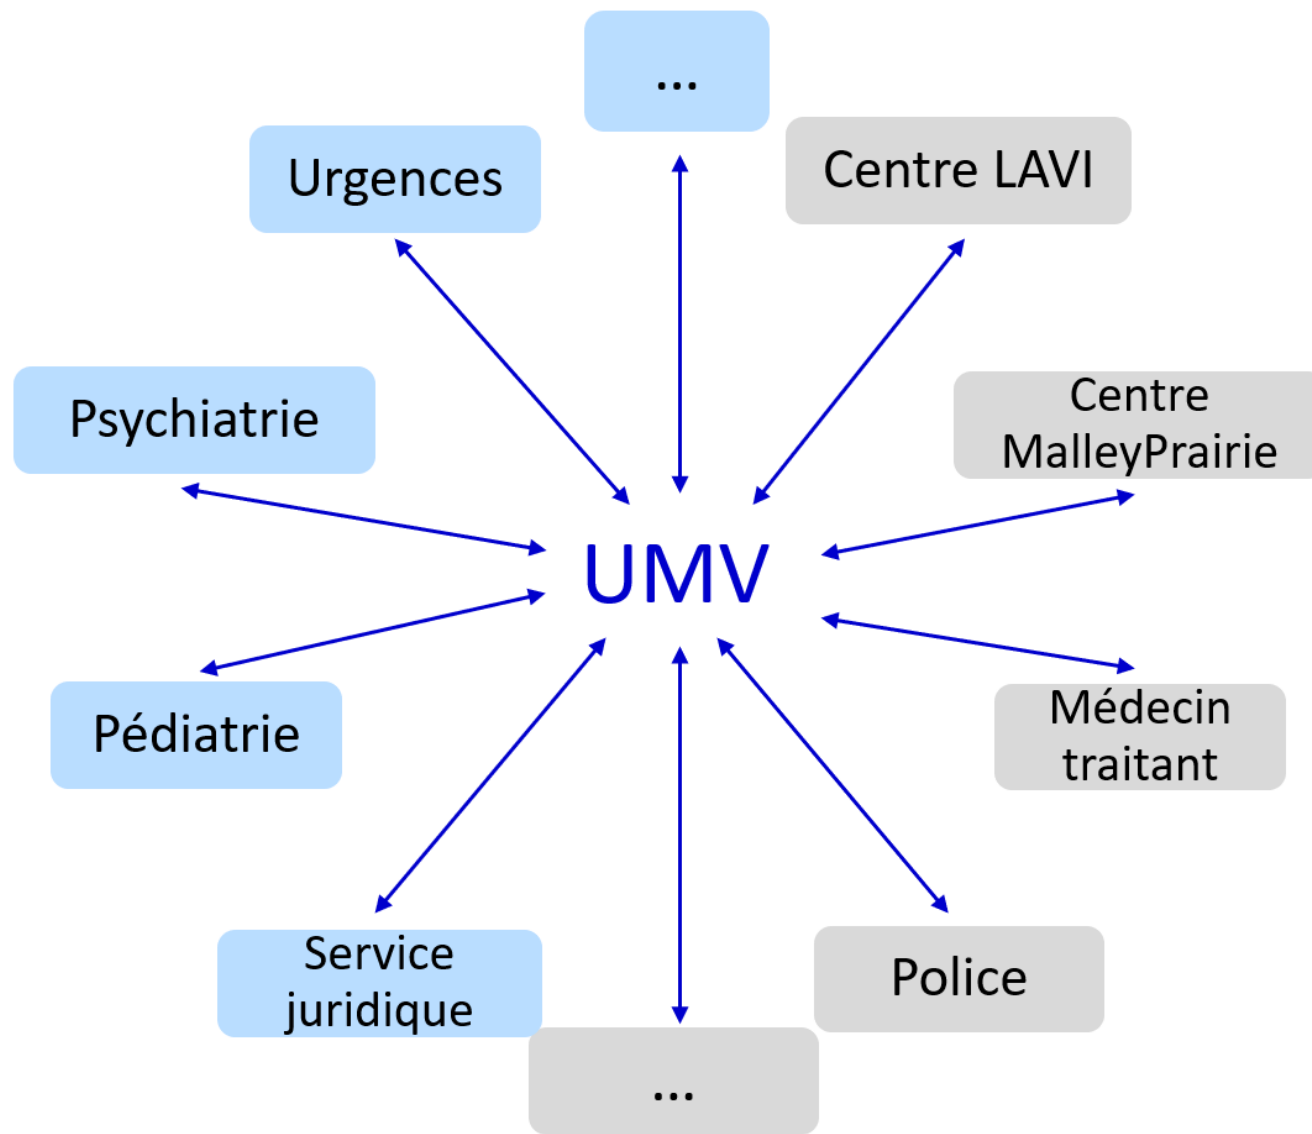 ...
Urgences
Centre LAVI
Psychiatrie
Centre
MalleyPrairie
UMV
Pédiatrie
Médecin
traitant
Service
juridique
Police
...